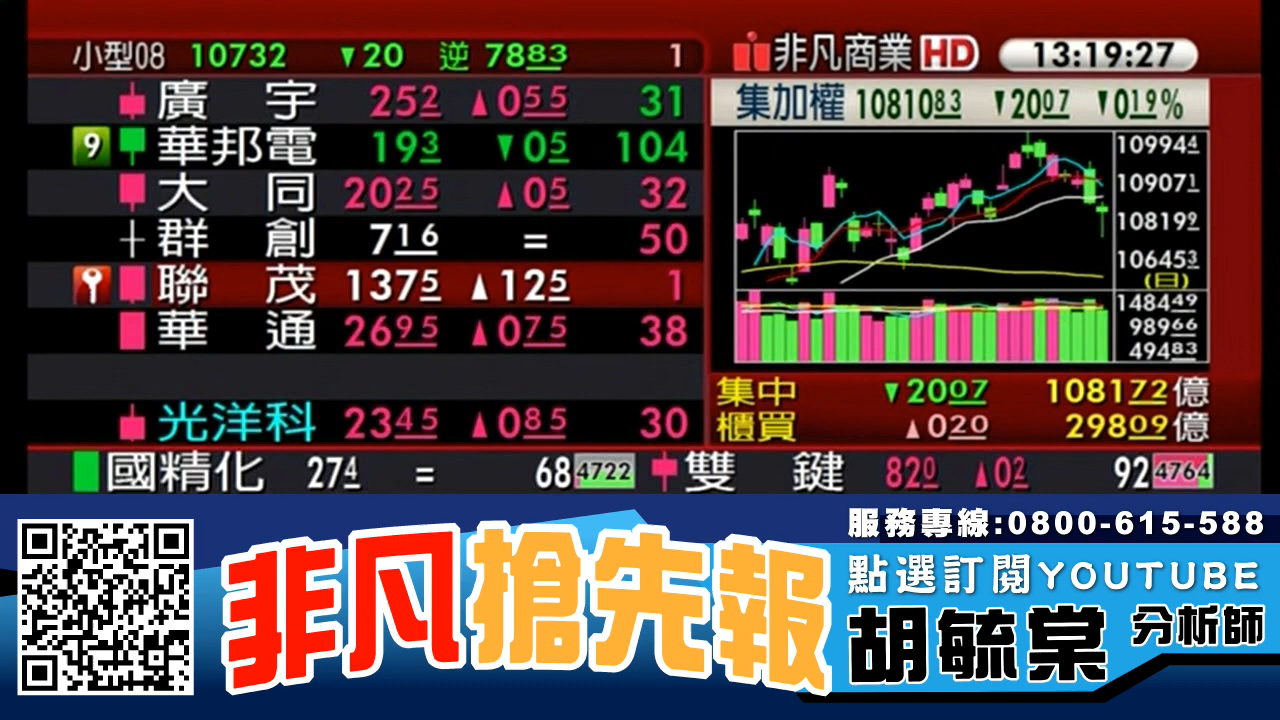 小型08 10732 ▼20 逆 7883 1
非凡商業HD 13:19:27
廣宇 252 ▲055 31
9 華邦電 193 ▼05 104
大同 2025 ▲05 32
群創 716 = 50
聯茂 1375 ▲125 1
華通 2695 ▲075 38
光洋科 2345 ▲085 30
集加權 1081083 ▼2007 ▼019%
109944
109071
108199
106453
(日)
148449
98966
49483
集中 ▼2007 108172億
櫃買 ▲020 29809億
國精化 274 = 68 4722 雙鍵 820 ▲02 92 4764
非凡搶先報
服務專線:0800-615-588
點選訂閱YOUTUBE
胡毓棠 分析師